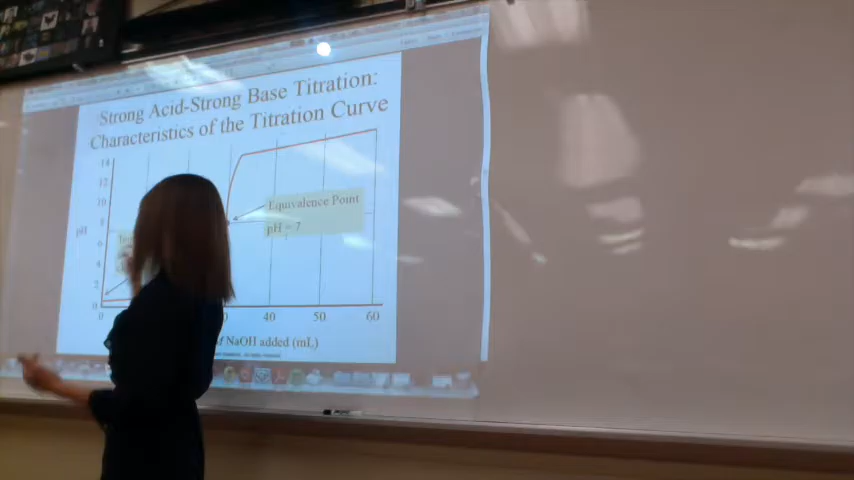 Strong Acid-Strong Base Titration:
Characteristics of the Titration Curve
14
12
10
8
6
4
2
0
pH
Equivalence Point
pH = 7
0
40
50
60
of NaOH added (mL)